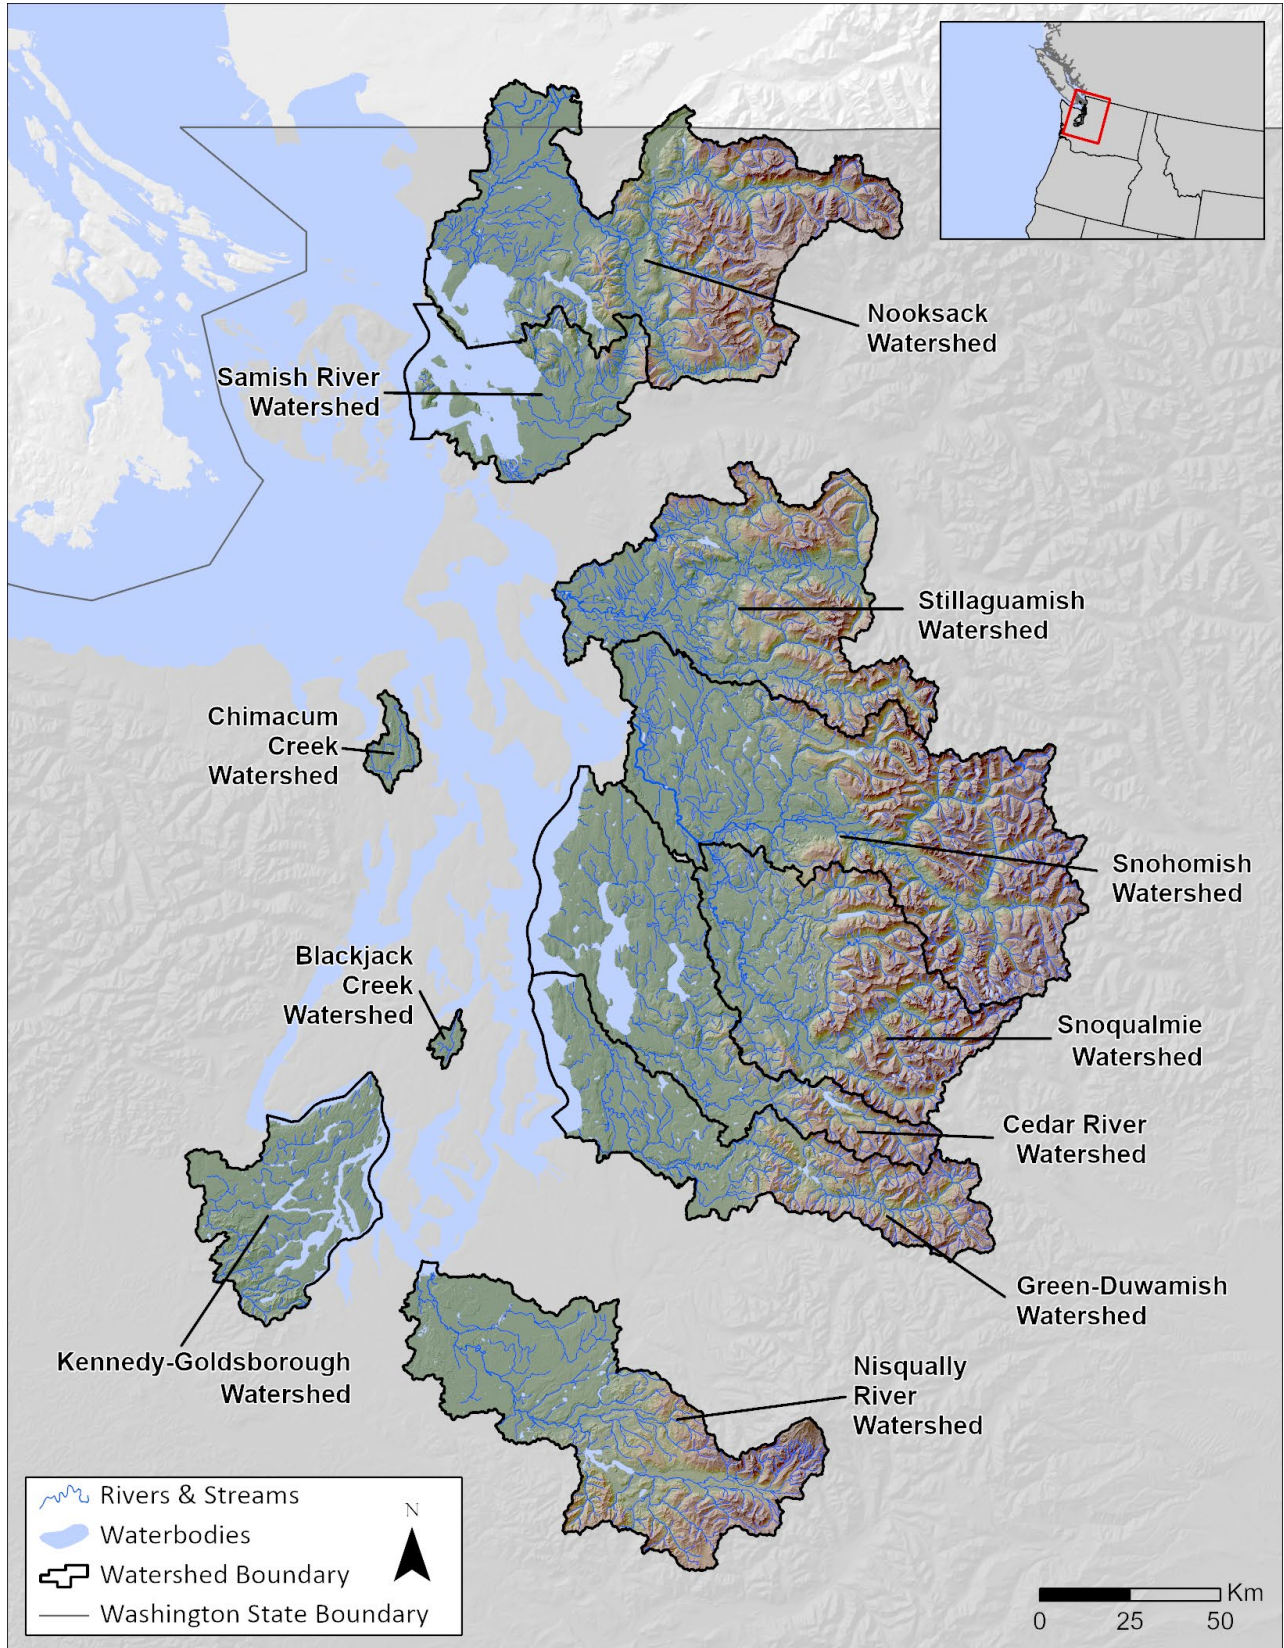 Nooksack
Watershed
Samish River
Watershed
Stillaguamish
Watershed
Chimacum
Creek
Watershed
Snohomish
Watershed
Blackjack
Creek
Watershed
Snoqualmie
Watershed
Cedar River
Watershed
Green-Duwamish
Watershed
Kennedy-Goldsborough
Watershed
Nisqually
River
Watershed
Rivers & Streams
Waterbodies
Watershed Boundary
Washington State Boundary
N
Km
0 25 50